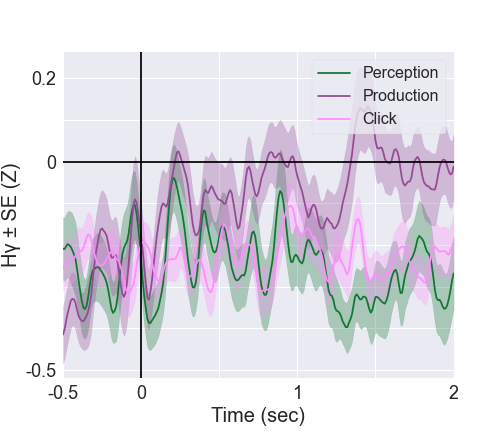 Perception
Production
Click
0.2
0
-0.5
Hγ ± SE (Z)
-0.5 0 1 2
Time (sec)